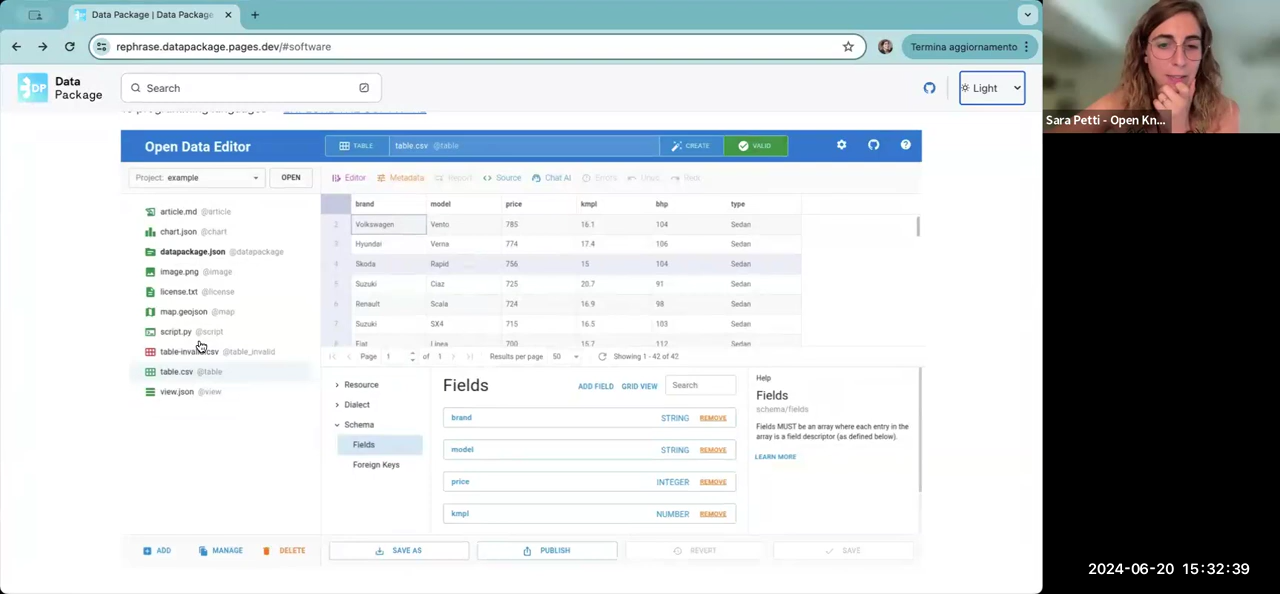 Data Package | Data Package
rephrase.datapackage.pages.dev/#software
Termina aggiornamento
Data
Package
DP
Search
Light
Open Data Editor
TABLE
table.csv @table
CREATE
VALID
Project: example
OPEN
Editor
Metadata
Report
Source
Chat AI
Errors
article.md @article
chart.json @chart
datapackage.json @datapackage
image.png @image
license.txt @license
map.geojson @map
script.py @script
table-invalid.csv @table_invalid
table.csv @table
view.json @view
brand model price kmpl bhp type
2 Volkswagen Vento 785 16.1 104 Sedan
3 Hyundai Verna 774 17.4 106 Sedan
4 Skoda Rapid 756 15 104 Sedan
5 Suzuki Ciaz 725 20.7 91 Sedan
6 Renault Scala 724 16.9 98 Sedan
7 Suzuki SX4 715 16.5 103 Sedan
Fiat Linea 700 15.7 112 Sedan
Page 1 of 1 Results per page 50 Showing 1 - 42 of 42
Resource
Dialect
Schema
Fields
Foreign Keys
Fields
ADD FIELD GRID VIEW Search
brand STRING REMOVE
model STRING REMOVE
price INTEGER REMOVE
kmpl NUMBER REMOVE
Help
Fields
schema/fields
Fields MUST be an array where each entry in the
array is a field descriptor (as defined below).
LEARN MORE
ADD MANAGE DELETE
SAVE AS PUBLISH REVERT SAVE
Sara Petti - Open Kn...
2024-06-20 15:32:39